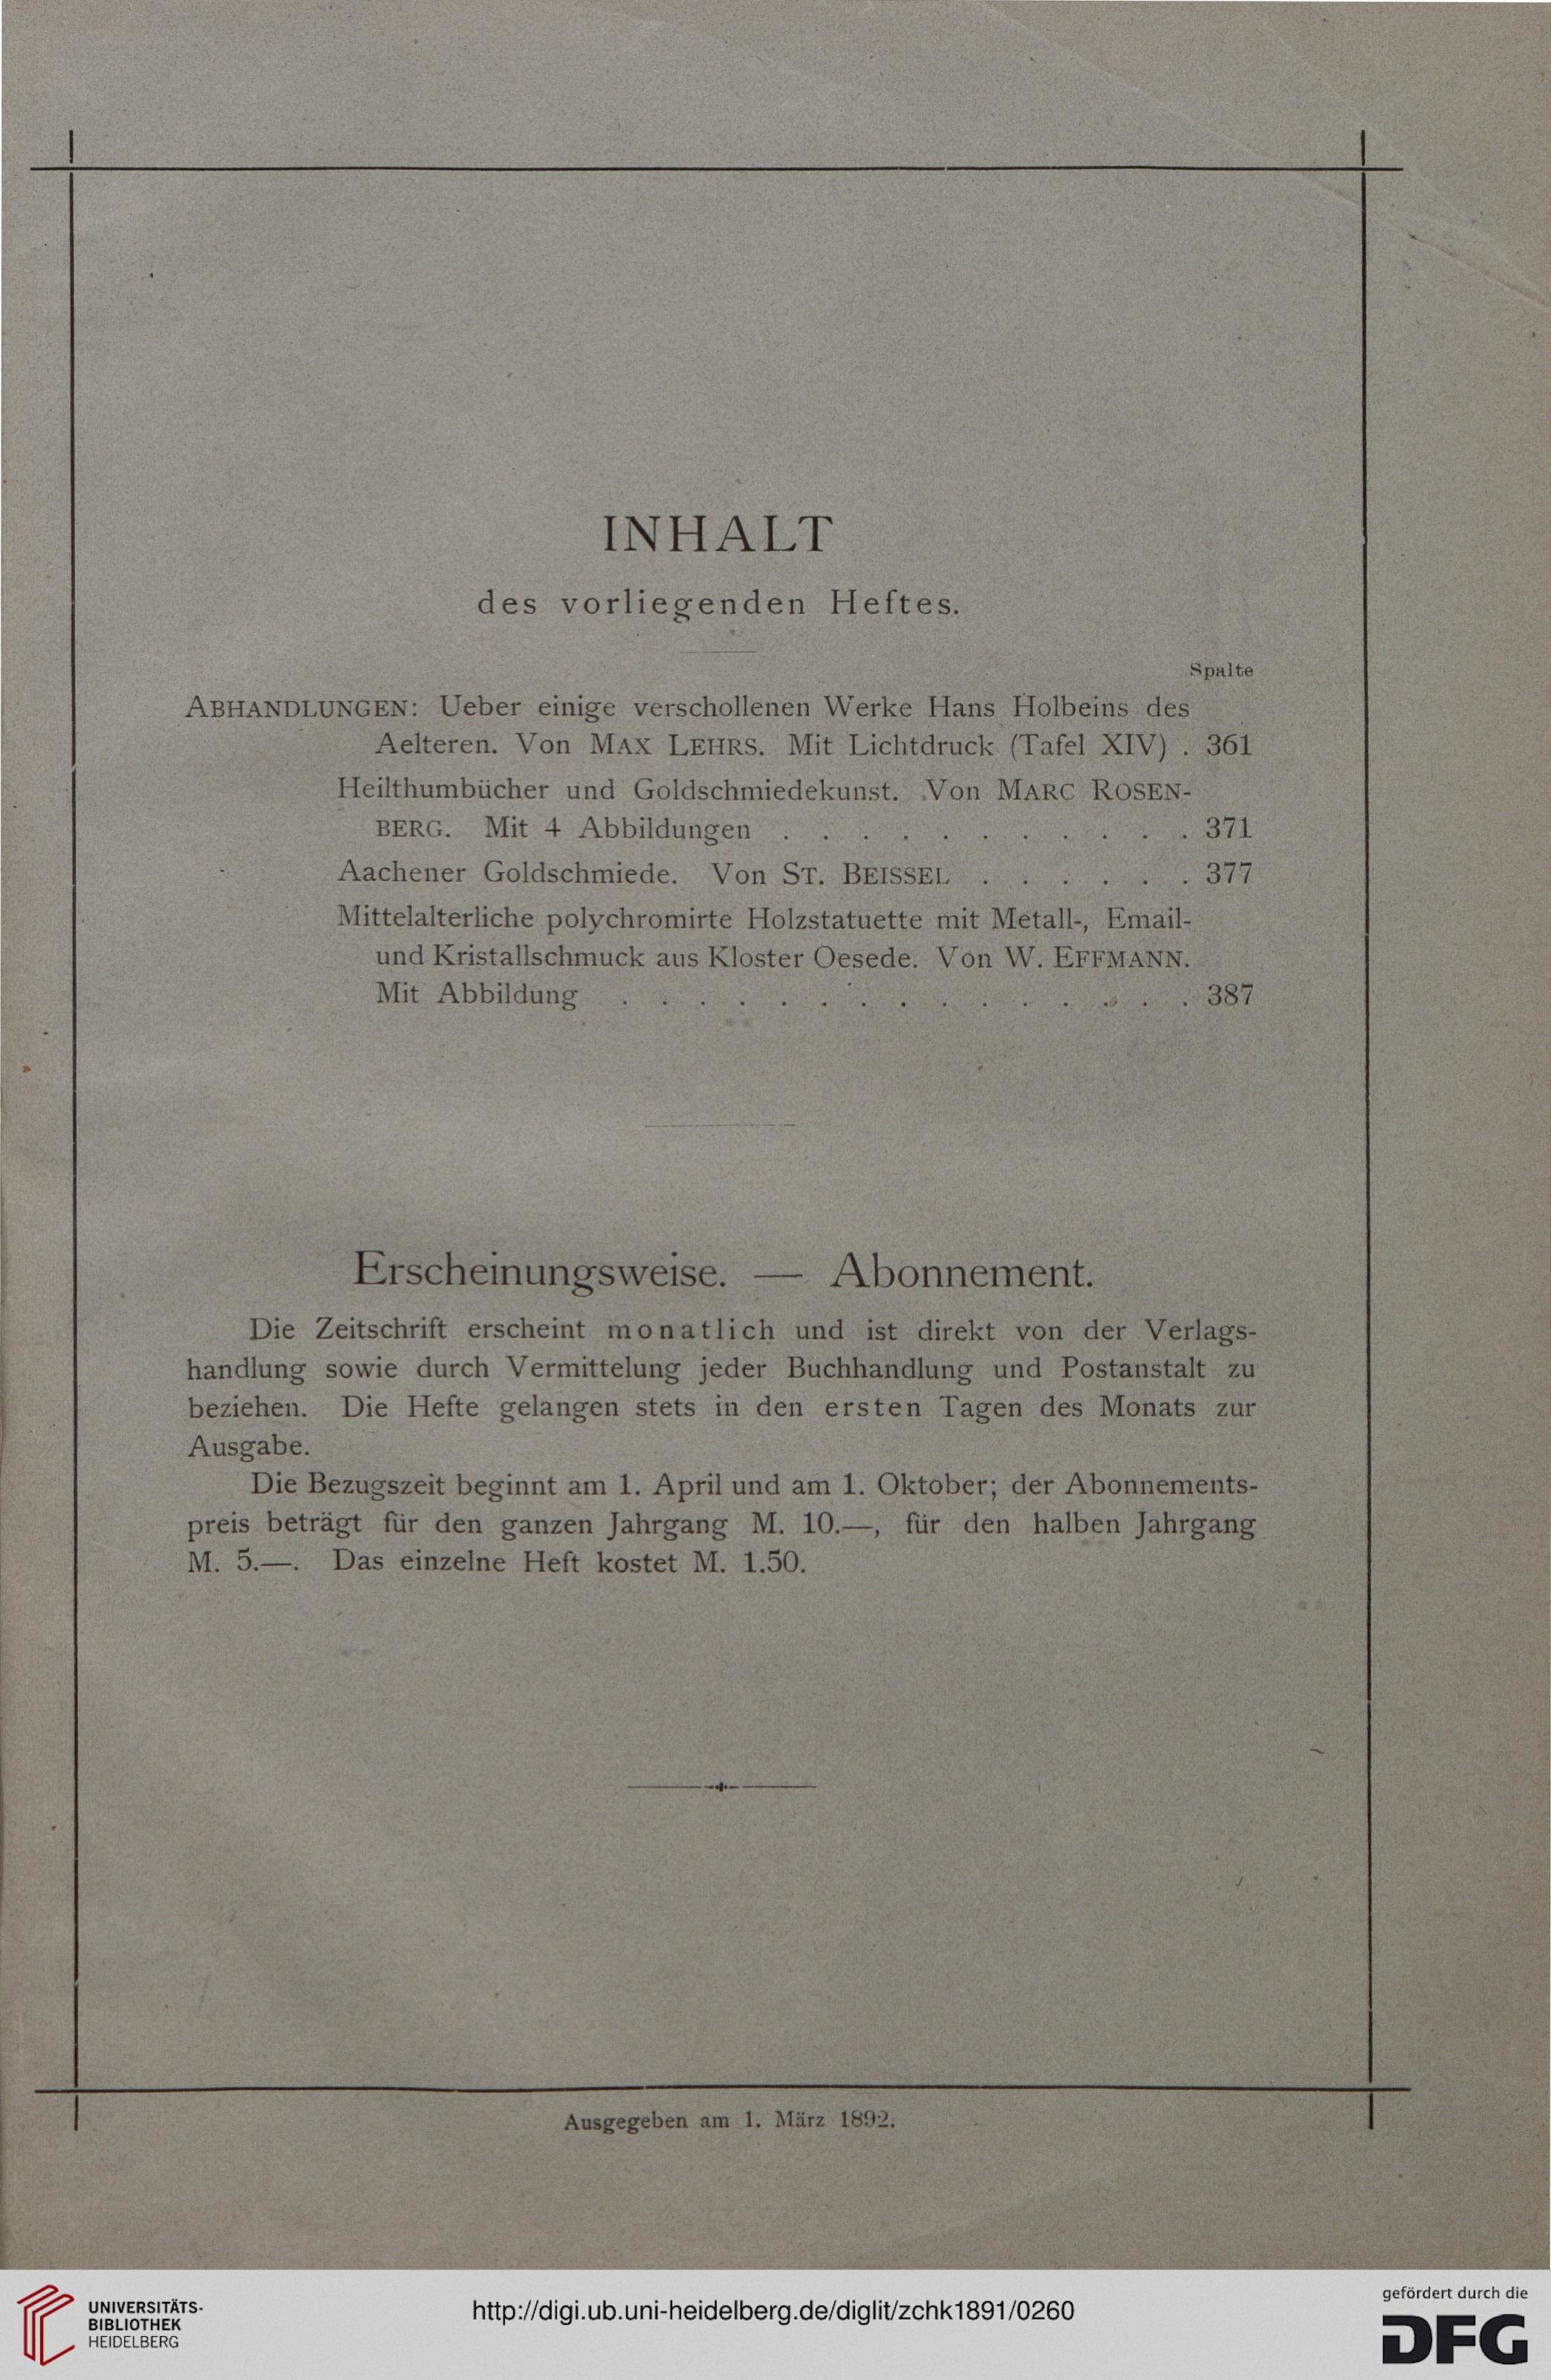 INHALT
des vorliegenden Heftes.
Spalte
ABHANDLUNGEN: Ueber einige verschollenen Werke Hans Holbeins des
Aelteren. Von MAX LEHRS. Mit Lichtdruck (Tafel XIV) . 361
Heilthumbücher und Goldschmiedekunst. Von MARC ROSEN-
BERG. Mit 4 Abbildungen . . . . . . . . . . . 371
Aachener Goldschmiede. Von ST. BEISSEL . . . . . . 377
Mittelalterliche polychromirte Holzstatuette mit Metall-, Email-
und Kristallschmuck aus Kloster Oesede. Von W. EFFMANN.
Mit Abbildung . . . . . . . . . . . . . . . 387
Erscheinungsweise. — Abonnement.
Die Zeitschrift erscheint monatlich und ist direkt von der Verlags-
handlung sowie durch Vermittelung jeder Buchhandlung und Postanstalt zu
beziehen. Die Hefte gelangen stets in den ersten Tagen des Monats zur
Ausgabe.
Die Bezugszeit beginnt am 1. April und am 1. Oktober; der Abonnements-
preis beträgt für den ganzen Jahrgang M. 10.—, für den halben Jahrgang
M. 5.—. Das einzelne Heft kostet M. 1.50.
Ausgegeben am 1. März 1892.
UNIVERSITÄTS-
BIBLIOTHEK
HEIDELBERG
http://digi.ub.uni-heidelberg.de/diglit/zchk1891/0260
gefördert durch die
DFG